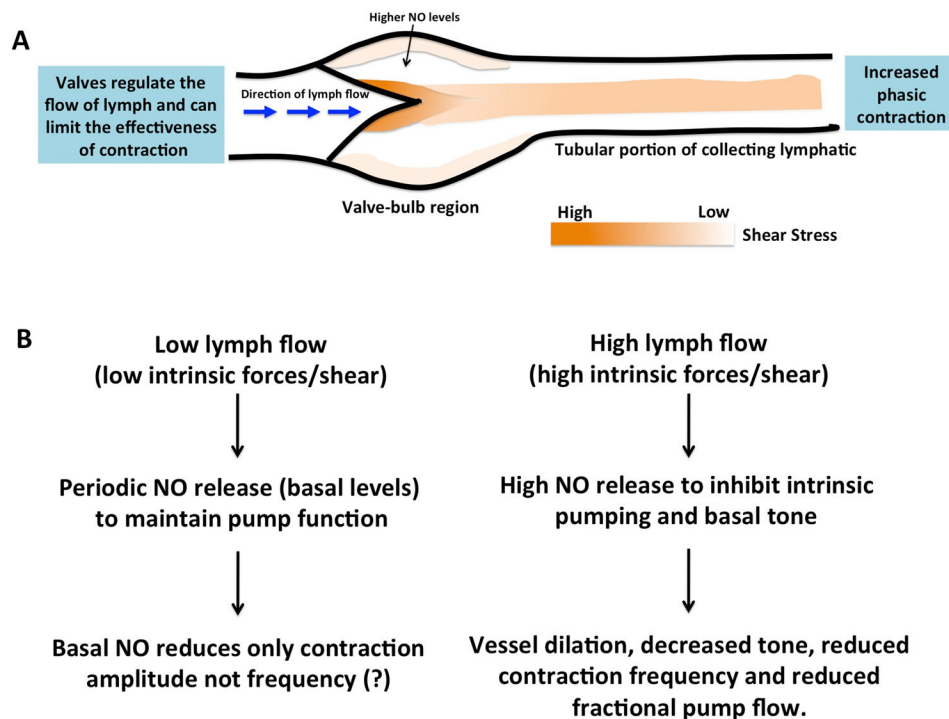 A
Higher NO levels
Valves regulate the
flow of lymph and can
limit the effectiveness
of contraction
Direction of lymph flow
Increased
phasic
contraction
Tubular portion of collecting lymphatic
Valve-bulb region
High
Low
Shear Stress
B
Low lymph flow
(low intrinsic forces/shear)
High lymph flow
(high intrinsic forces/shear)
Periodic NO release (basal levels)
to maintain pump function
High NO release to inhibit intrinsic
pumping and basal tone
Basal NO reduces only contraction
amplitude not frequency (?)
Vessel dilation, decreased tone, reduced
contraction frequency and reduced
fractional pump flow.